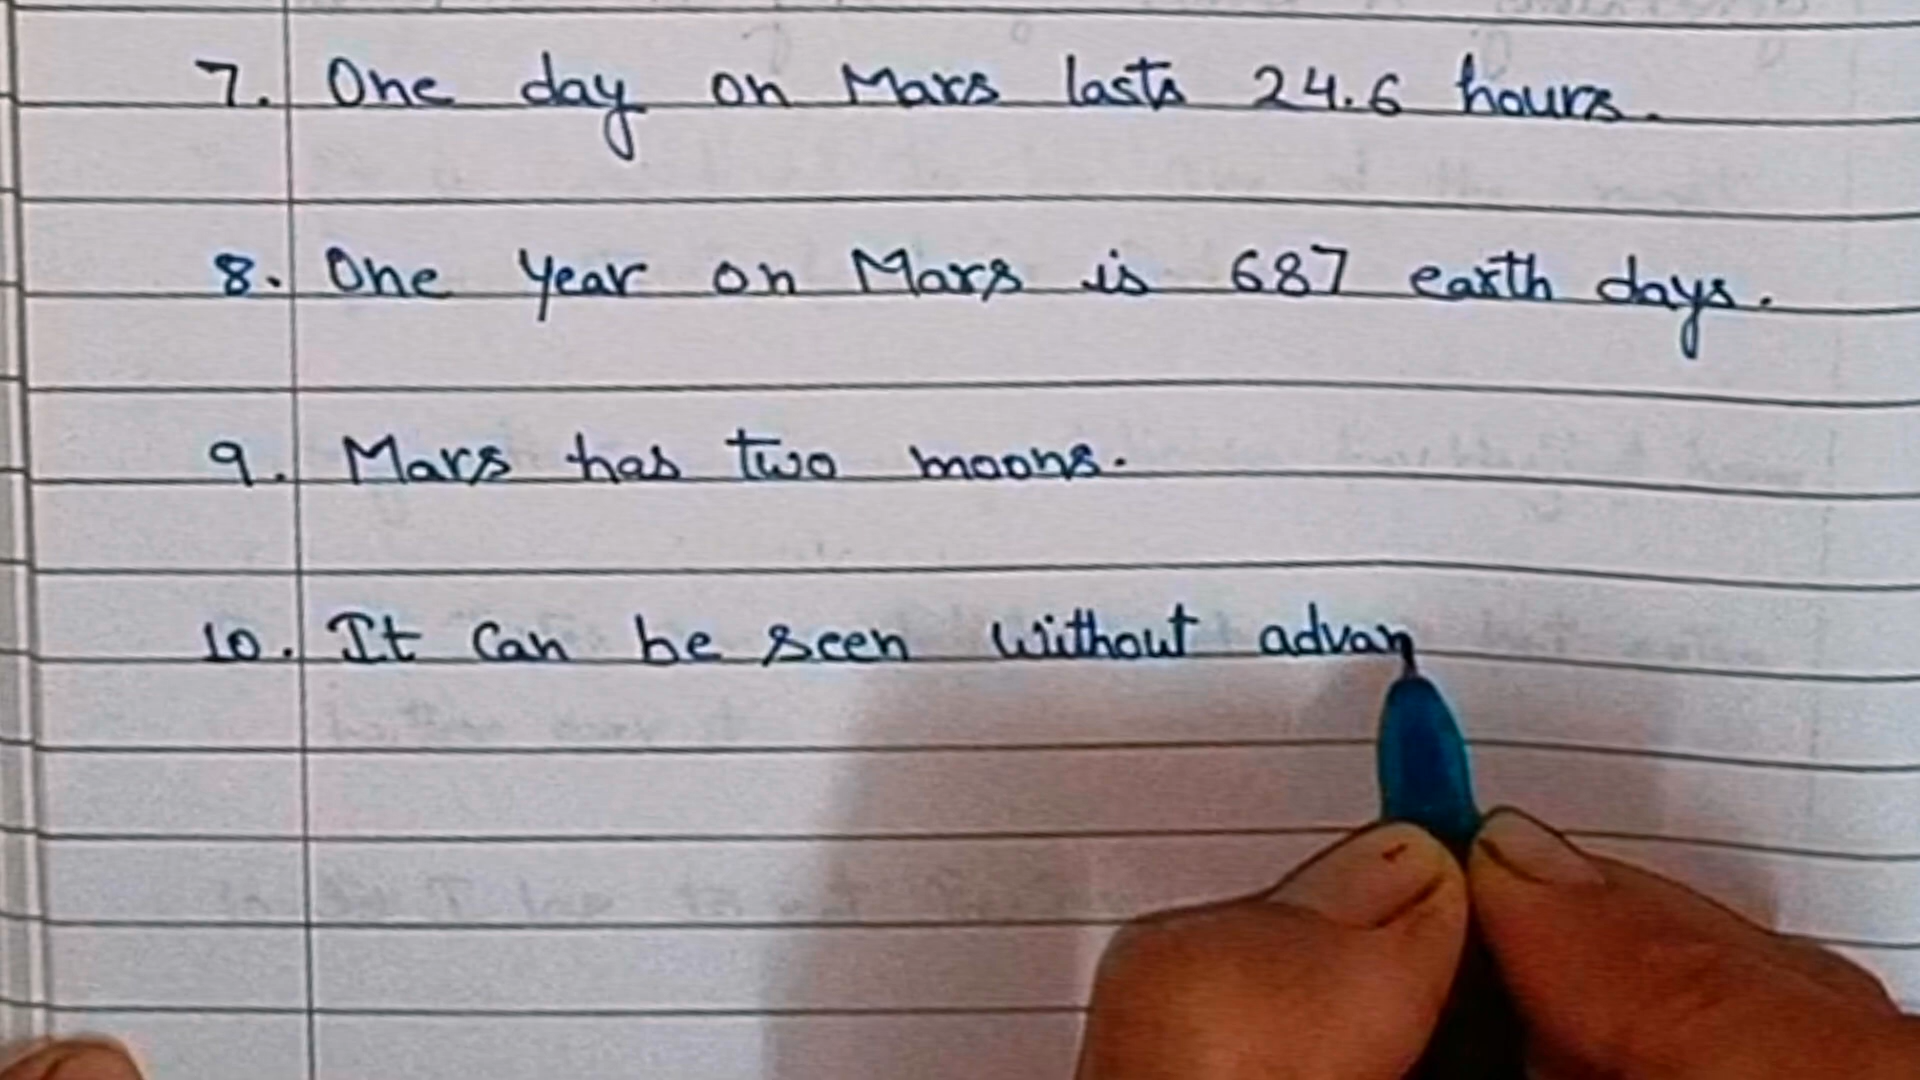 7. One day on Mars lasts 24.6 hours.
8. One year on Mars is 687 earth days.
9. Mars has two moons.
10. It can be seen without advan